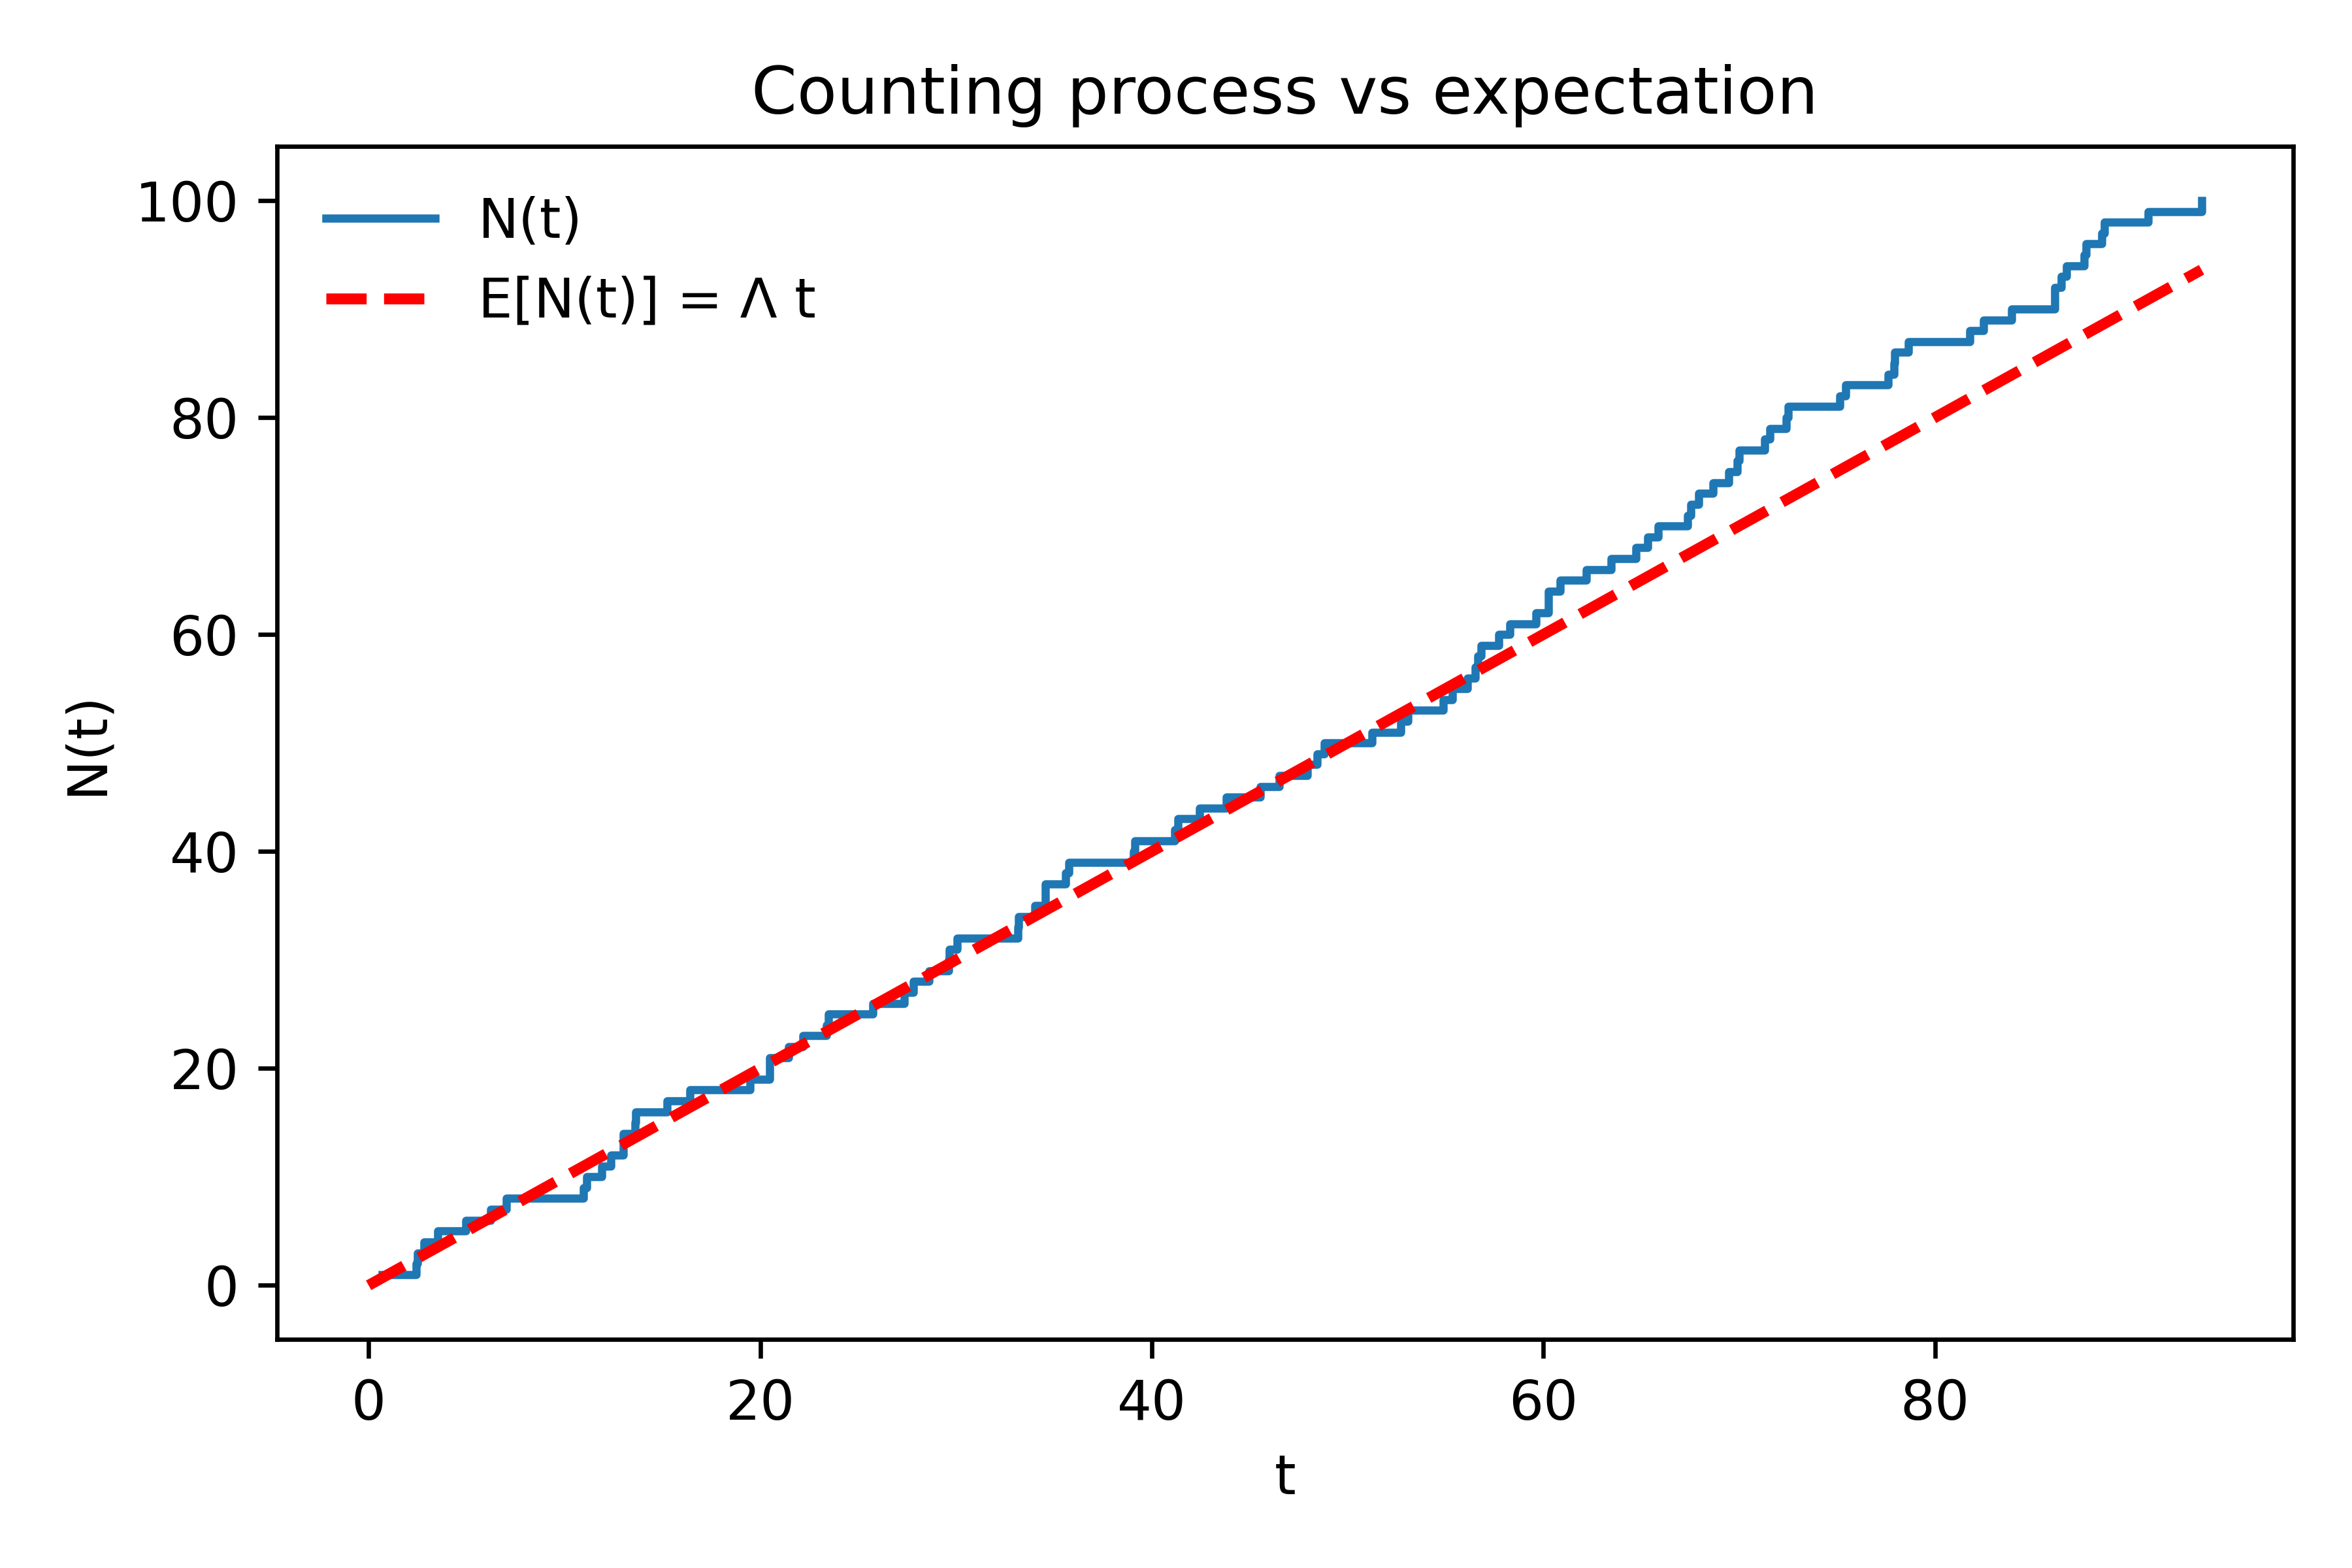 Counting process vs expectation
N(t)
E[N(t)] = Λ t
100
80
60
40
20
0
N(t)
0 20 40 60 80
t